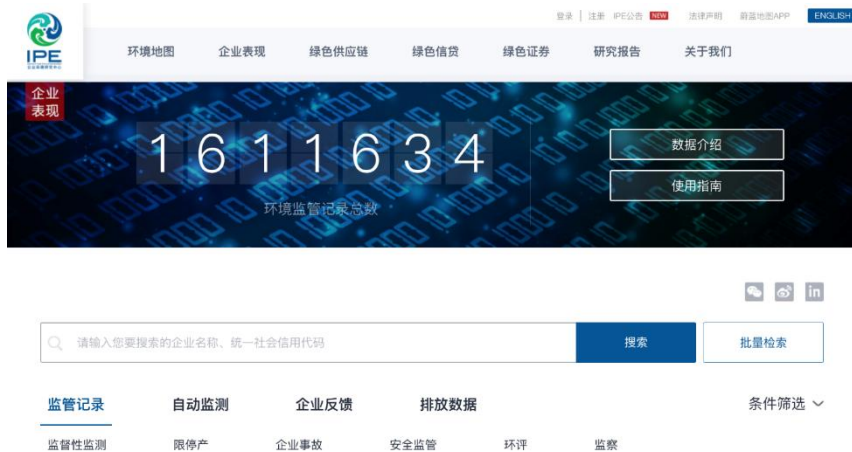 登录 | 注册 IPE公告 NEW 法律声明 蔚蓝地图APP ENGLISH
IPE
环境地图 企业表现 绿色供应链 绿色信贷 绿色证券 研究报告 关于我们
企业
表现
1611634
环境监管记录总数
数据介绍
使用指南
in
请输入您要搜索的企业名称、统一社会信用代码 搜索 批量检索
监管记录 自动监测 企业反馈 排放数据 条件筛选
监督性监测 限停产 企业事故 安全监管 环评 监察